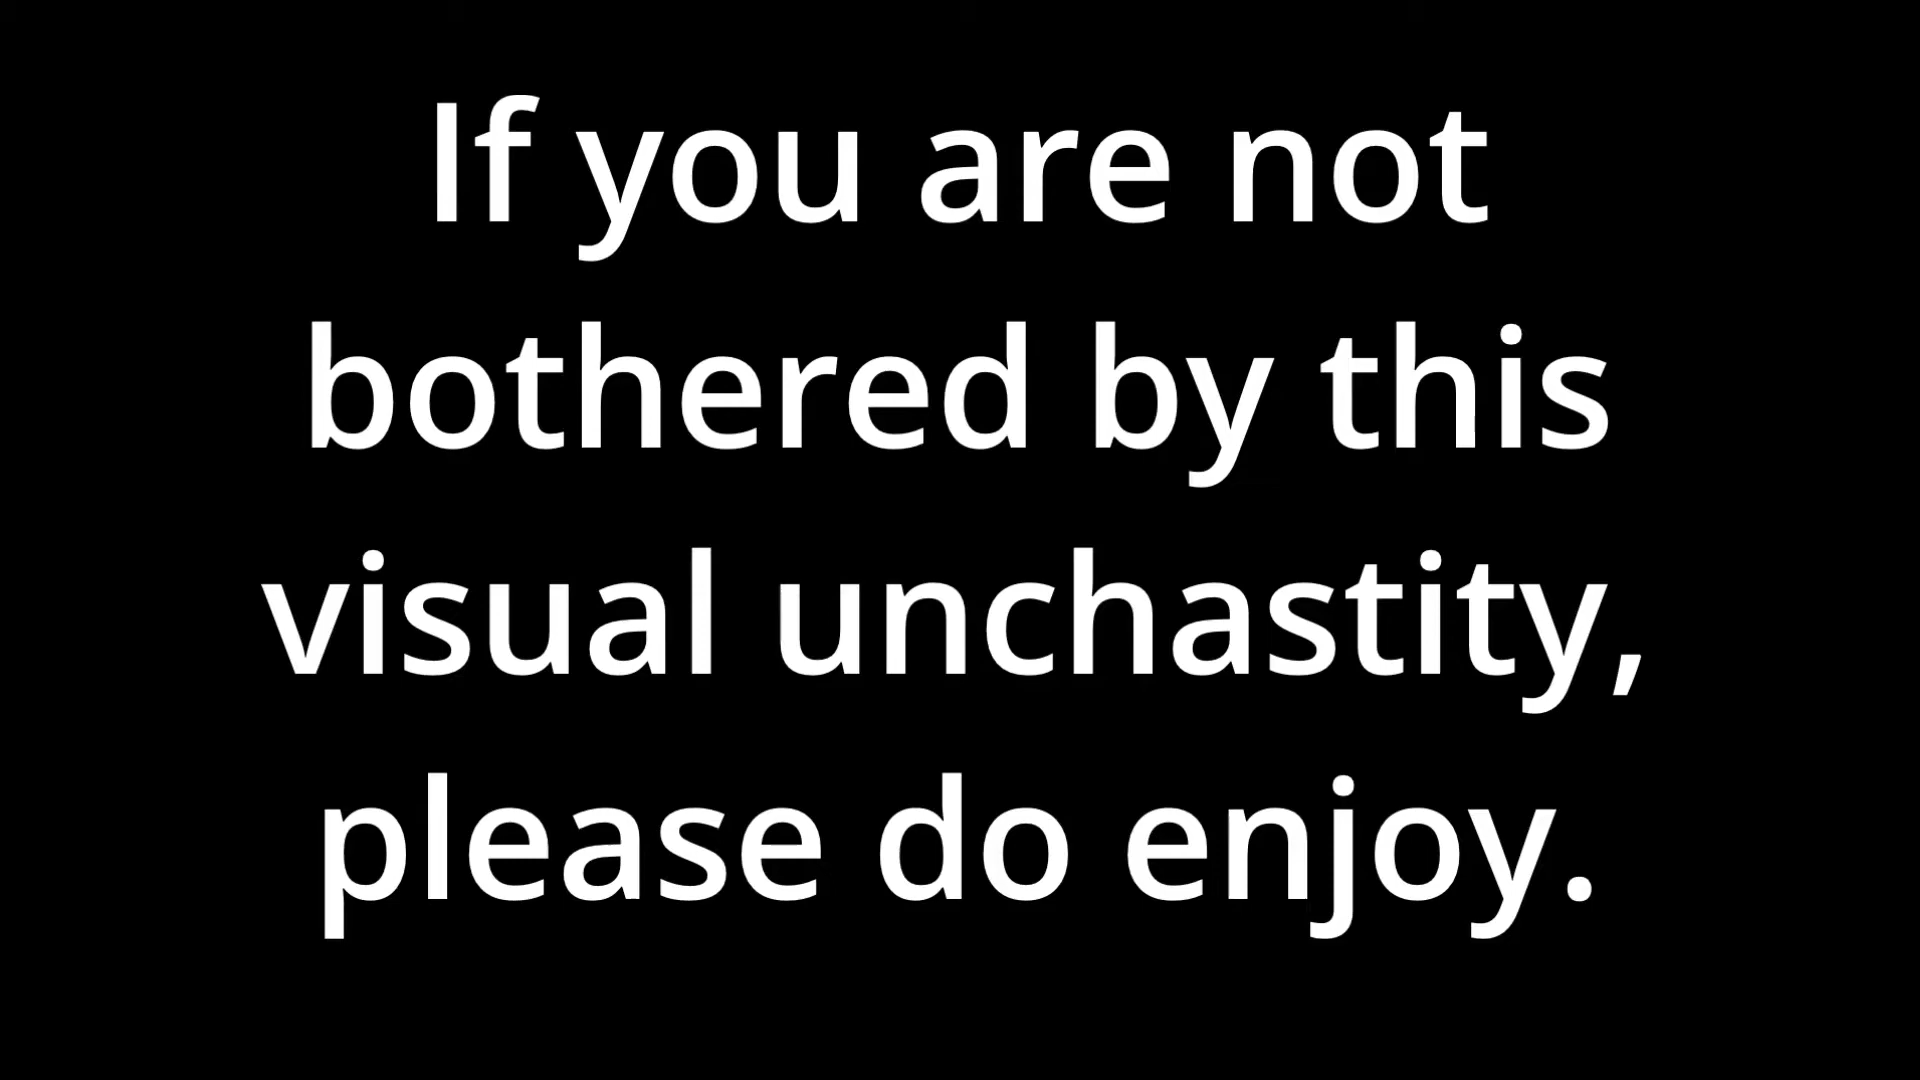 If you are not
bothered by this
visual unchastity,
please do enjoy.